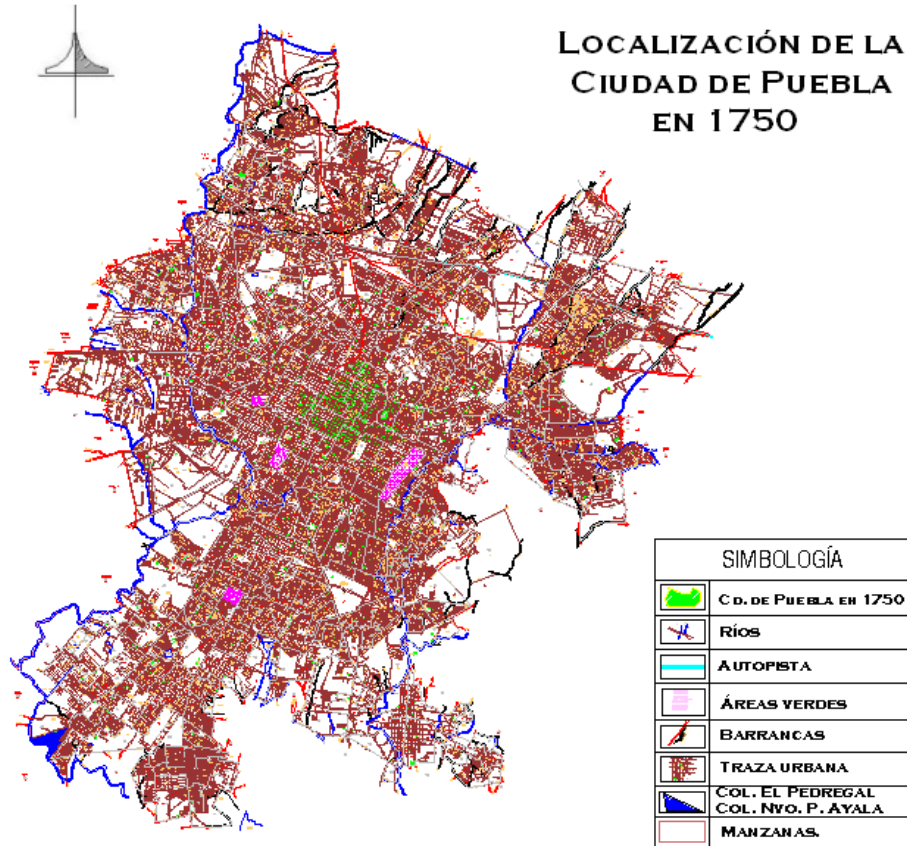 LOCALIZACIÓN DE LA
CIUDAD DE PUEBLA
EN 1750
SIMBOLOGÍA
CD. DE PUEBLA EN 1750
RÍOS
AUTOPISTA
ÁREAS VERDES
BARRANCAS
TRAZA URBANA
COL. EL PEDREGAL
COL. NVO. P. AYALA
MANZANAS.